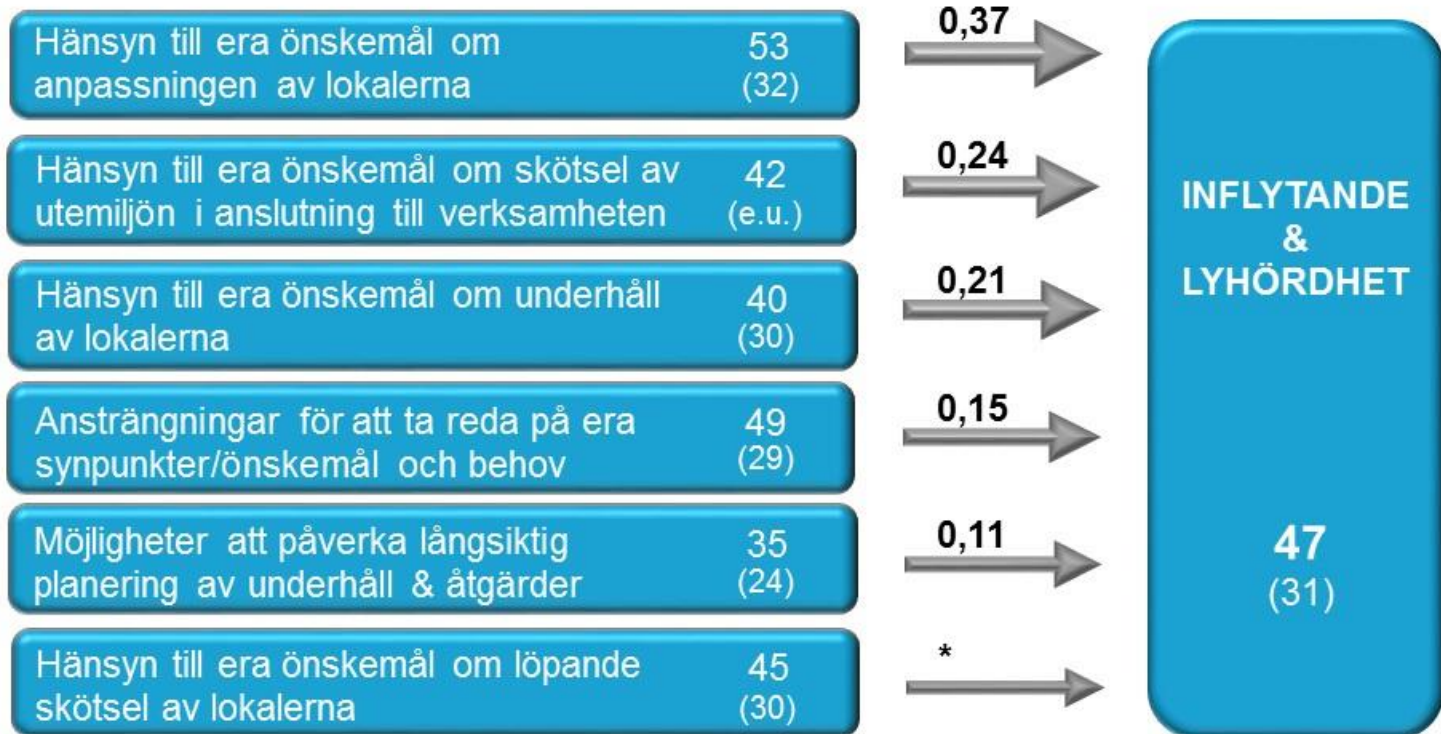 Hänsyn till era önskemål om
anpassningen av lokalerna
53
(32)
0,37
Hänsyn till era önskemål om skötsel av
utemiljön i anslutning till verksamheten
42
(e.u.)
0,24
Hänsyn till era önskemål om underhåll
av lokalerna
40
(30)
0,21
Ansträngningar för att ta reda på era
synpunkter/önskemål och behov
49
(29)
0,15
Möjligheter att påverka långsiktig
planering av underhåll & åtgärder
35
(24)
0,11
Hänsyn till era önskemål om löpande
skötsel av lokalerna
45
(30)
*
INFLYTANDE
&
LYHÖRDHET
47
(31)